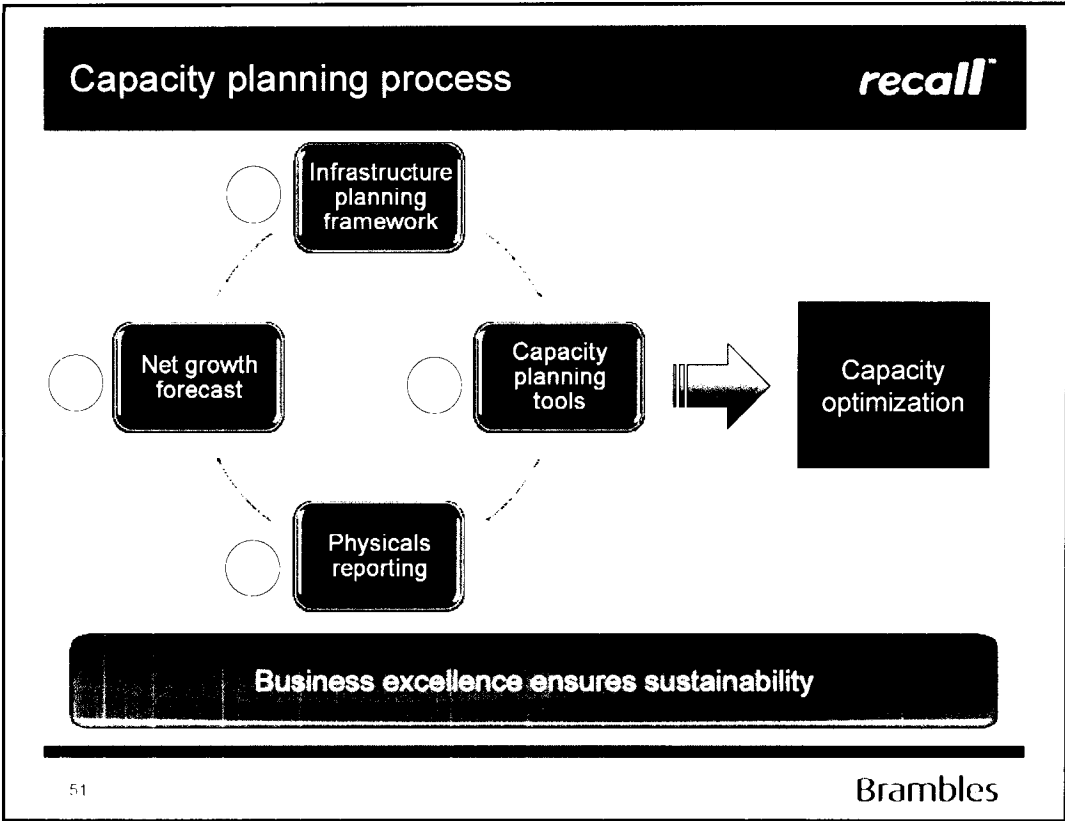 Capacity planning process
recall™
Infrastructure
planning
framework
Net growth
forecast
Capacity
planning
tools
Capacity
optimization
Physicals
reporting
Business excellence ensures sustainability
51
Brambles